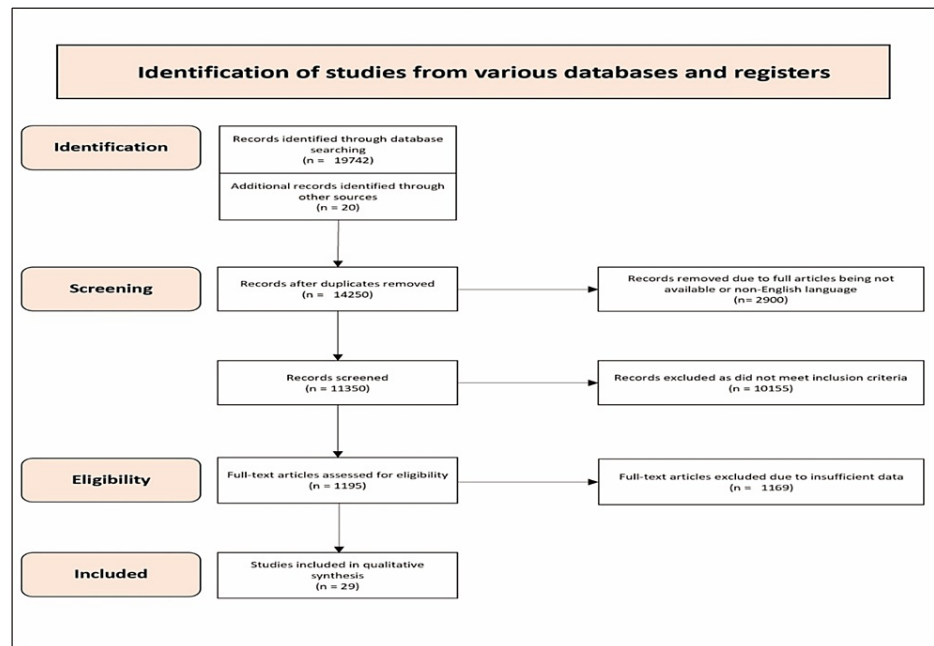 Identification of studies from various databases and registers
Identification
Records identified through database
searching
(n = 19742)
Additional records identified through
other sources
(n = 20)
Screening
Records after duplicates removed
(n = 14250)
Records removed due to full articles being not
available or non-English language
(n= 2900)
Records screened
(n = 11350)
Records excluded as did not meet inclusion criteria
(n = 10155)
Eligibility
Full-text articles assessed for eligibility
(n = 1195)
Full-text articles excluded due to insufficient data
(n = 1169)
Included
Studies included in qualitative
synthesis
(n = 29)